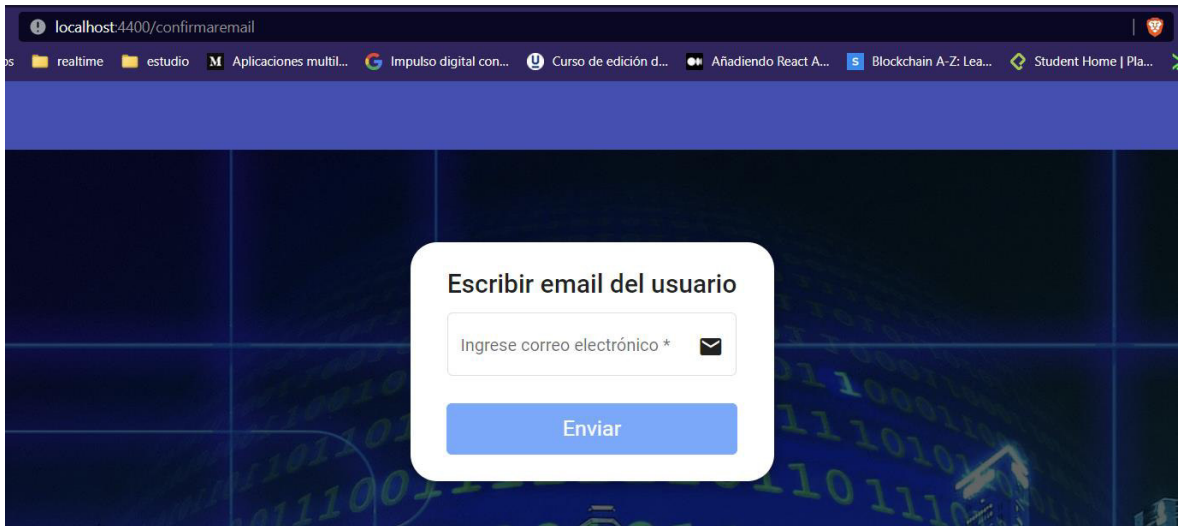 localhost:4400/confirmaremail
os realtime estudio M Aplicaciones multil... G Impulso digital con... Curso de edición d... Añadiendo React A... S Blockchain A-Z: Lea... Student Home | Pla...
Escribir email del usuario
Ingrese correo electrónico *
Enviar